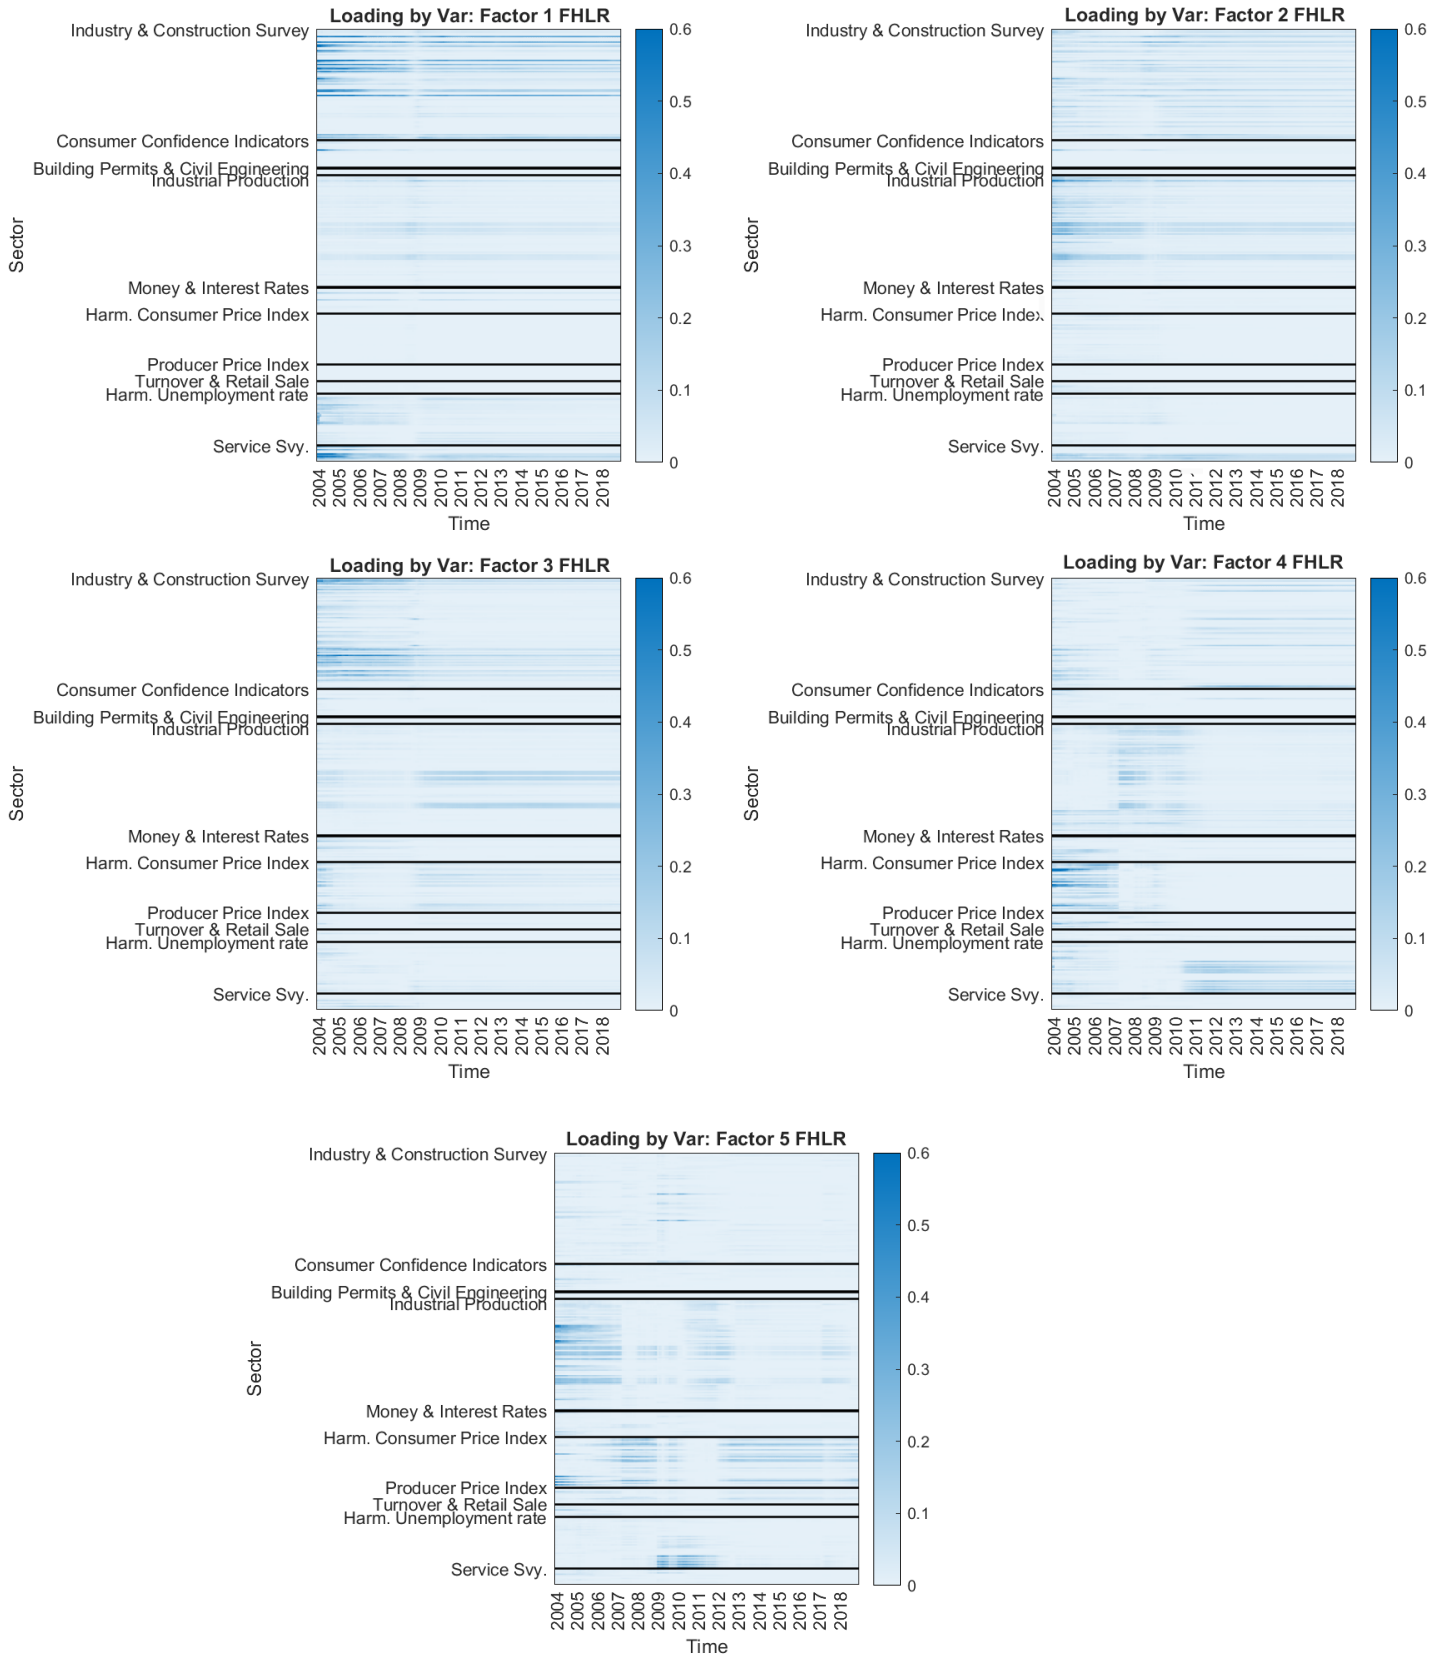 Loading by Var: Factor 1 FHLR
Industry & Construction Survey
Consumer Confidence Indicators
Building Permits & Civil Engineering
Industrial Production
Money & Interest Rates
Harm. Consumer Price Index
Producer Price Index
Turnover & Retail Sale
Harm. Unemployment rate
Service Svy.
Sector
2004 2005 2006 2007 2008 2009 2010 2011 2012 2013 2014 2015 2016 2017 2018
Time
0.6
0.5
0.4
0.3
0.2
0.1
0
Loading by Var: Factor 2 FHLR
Industry & Construction Survey
Consumer Confidence Indicators
Building Permits & Civil Engineering
Industrial Production
Money & Interest Rates
Harm. Consumer Price Index
Producer Price Index
Turnover & Retail Sale
Harm. Unemployment rate
Service Svy.
Sector
2004 2005 2006 2007 2008 2009 2010 2011 2012 2013 2014 2015 2016 2017 2018
Time
0.6
0.5
0.4
0.3
0.2
0.1
0
Loading by Var: Factor 3 FHLR
Industry & Construction Survey
Consumer Confidence Indicators
Building Permits & Civil Engineering
Industrial Production
Money & Interest Rates
Harm. Consumer Price Index
Producer Price Index
Turnover & Retail Sale
Harm. Unemployment rate
Service Svy.
Sector
2004 2005 2006 2007 2008 2009 2010 2011 2012 2013 2014 2015 2016 2017 2018
Time
0.6
0.5
0.4
0.3
0.2
0.1
0
Loading by Var: Factor 4 FHLR
Industry & Construction Survey
Consumer Confidence Indicators
Building Permits & Civil Engineering
Industrial Production
Money & Interest Rates
Harm. Consumer Price Index
Producer Price Index
Turnover & Retail Sale
Harm. Unemployment rate
Service Svy.
Sector
2004 2005 2006 2007 2008 2009 2010 2011 2012 2013 2014 2015 2016 2017 2018
Time
0.6
0.5
0.4
0.3
0.2
0.1
0
Loading by Var: Factor 5 FHLR
Industry & Construction Survey
Consumer Confidence Indicators
Building Permits & Civil Engineering
Industrial Production
Money & Interest Rates
Harm. Consumer Price Index
Producer Price Index
Turnover & Retail Sale
Harm. Unemployment rate
Service Svy.
Sector
2004 2005 2006 2007 2008 2009 2010 2011 2012 2013 2014 2015 2016 2017 2018
Time
0.6
0.5
0.4
0.3
0.2
0.1
0